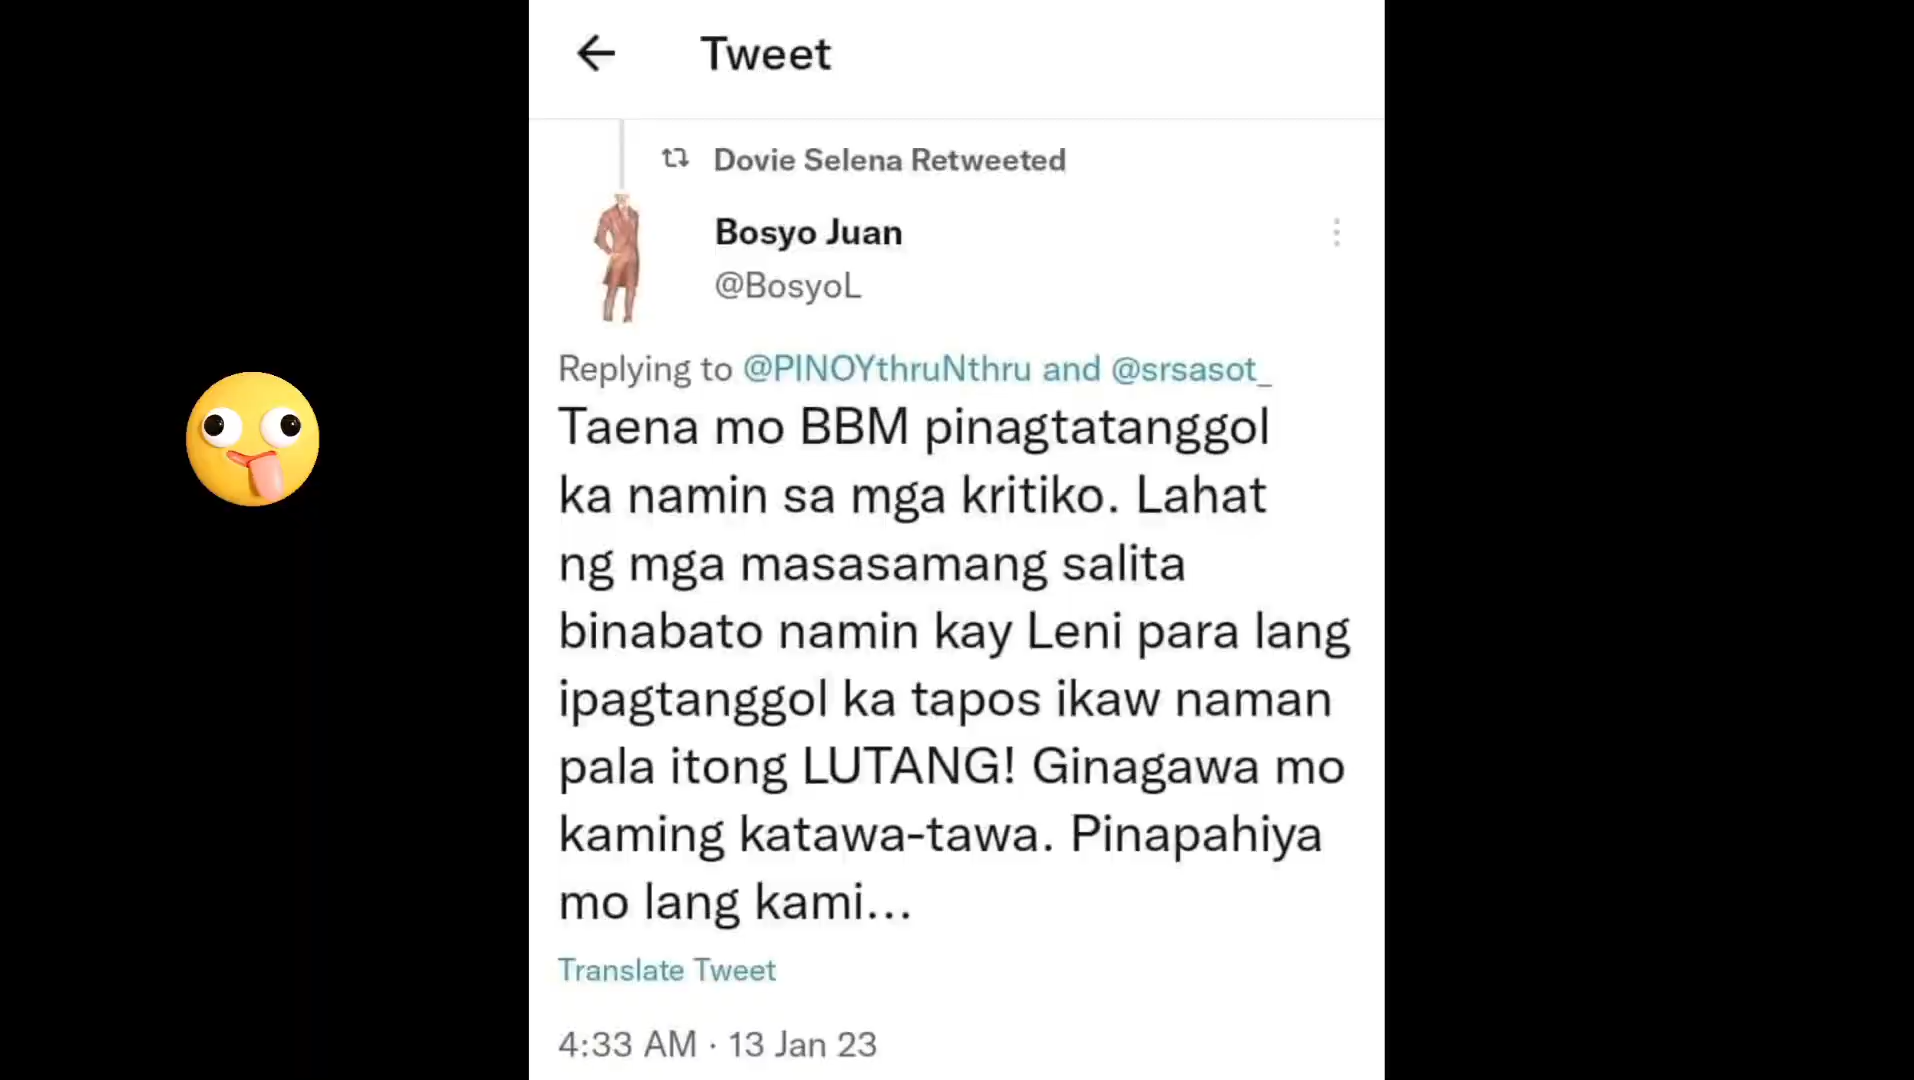 Tweet
Dovie Selena Retweeted
Bosyo Juan
@BosyoL
Replying to @PINOYthruNthru and @srsasot_
Taena mo BBM pinagtatanggol
ka namin sa mga kritiko. Lahat
ng mga masasamang salita
binabato namin kay Leni para lang
ipagtanggol ka tapos ikaw naman
pala itong LUTANG! Ginagawa mo
kaming katawa-tawa. Pinapahiya
mo lang kami...
Translate Tweet
4:33 AM · 13 Jan 23